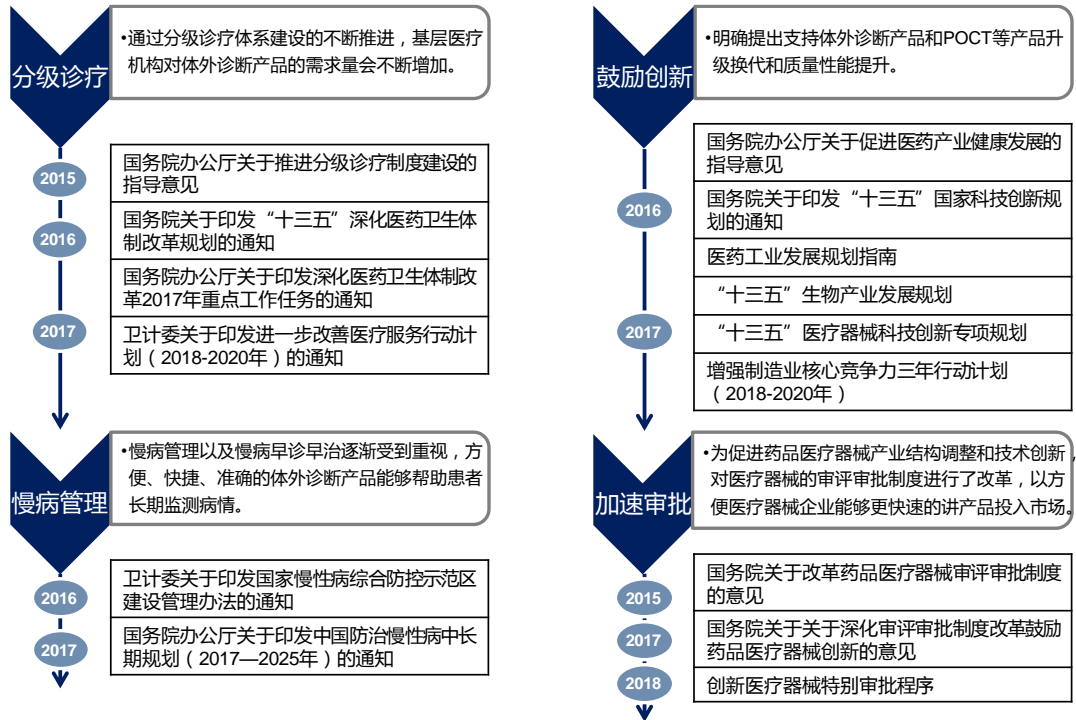 分级诊疗
•通过分级诊疗体系建设的不断推进，基层医疗
机构对体外诊断产品的需求量会不断增加。
2015
国务院办公厅关于推进分级诊疗制度建设的
指导意见
2016
国务院关于印发“十三五”深化医药卫生体
制改革规划的通知
国务院办公厅关于印发深化医药卫生体制改
革2017年重点工作任务的通知
2017
卫计委关于印发进一步改善医疗服务行动计
划（2018-2020年）的通知
慢病管理
•慢病管理以及慢病早诊早治逐渐受到重视，方
便、快捷、准确的体外诊断产品能够帮助患者
长期监测病情。
2016
卫计委关于印发国家慢性病综合防控示范区
建设管理办法的通知
2017
国务院办公厅关于印发中国防治慢性病中长
期规划（2017—2025年）的通知
鼓励创新
•明确提出支持体外诊断产品和POCT等产品升
级换代和质量性能提升。
国务院办公厅关于促进医药产业健康发展的
指导意见
2016
国务院关于印发“十三五”国家科技创新规
划的通知
医药工业发展规划指南
“十三五”生物产业发展规划
2017
“十三五”医疗器械科技创新专项规划
增强制造业核心竞争力三年行动计划
（2018-2020年）
加速审批
•为促进药品医疗器械产业结构调整和技术创新，
对医疗器械的审评审批制度进行了改革，以方
便医疗器械企业能够更快速的讲产品投入市场。
2015
国务院关于改革药品医疗器械审评审批制度
的意见
2017
国务院关于关于深化审评审批制度改革鼓励
药品医疗器械创新的意见
2018
创新医疗器械特别审批程序